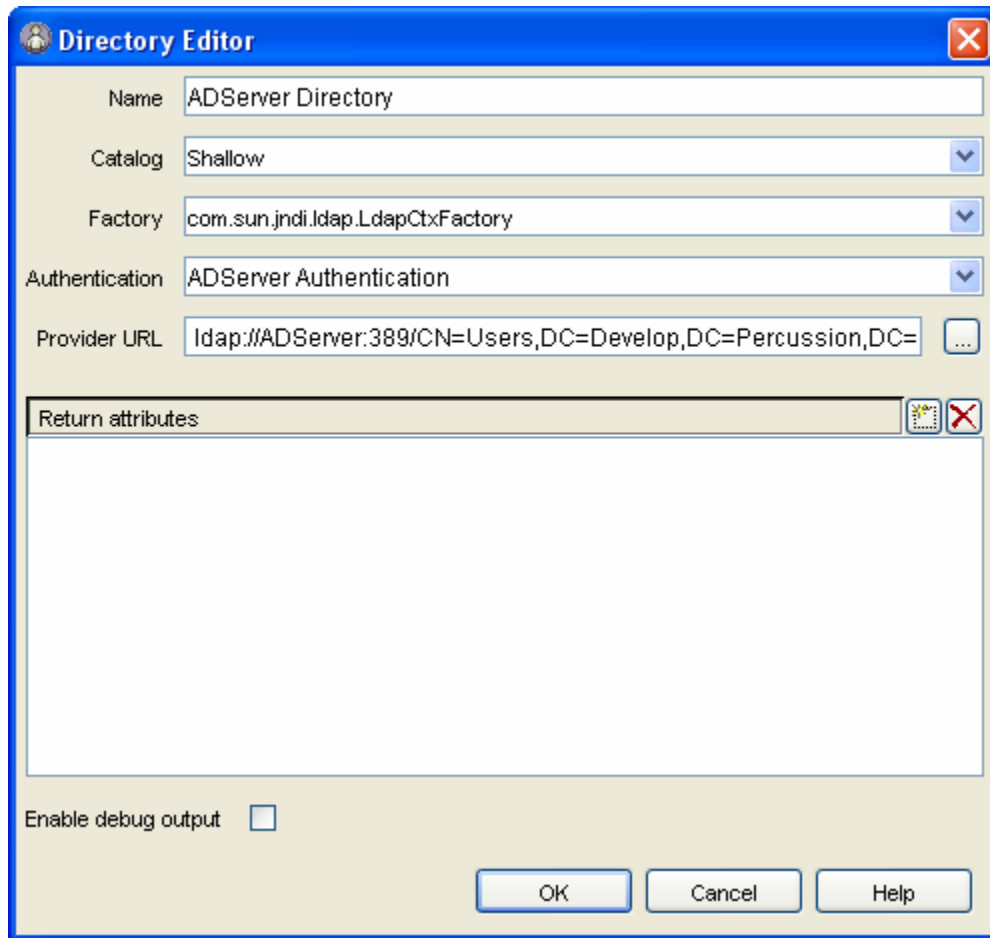 Directory Editor
Name ADServer Directory
Catalog Shallow
Factory com.sun.jndi.ldap.LdapCtxFactory
Authentication ADServer Authentication
Provider URL ldap://ADServer:389/CN=Users,DC=Develop,DC=Percussion,DC= ...
Return attributes
Enable debug output
OK Cancel Help